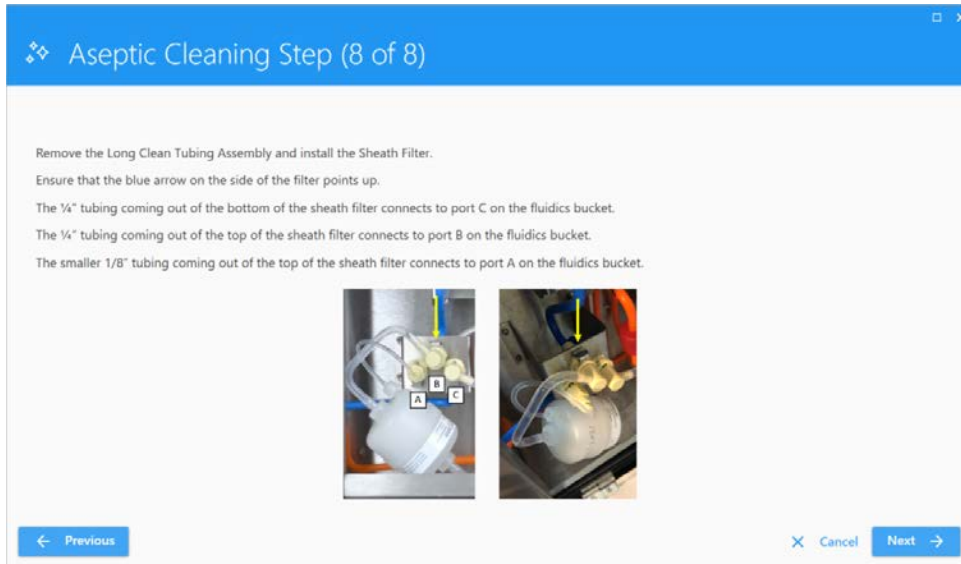 Aseptic Cleaning Step (8 of 8)
Remove the Long Clean Tubing Assembly and install the Sheath Filter.
Ensure that the blue arrow on the side of the filter points up.
The ¼" tubing coming out of the bottom of the sheath filter connects to port C on the fluidics bucket.
The ¼" tubing coming out of the top of the sheath filter connects to port B on the fluidics bucket.
The smaller 1/8" tubing coming out of the top of the sheath filter connects to port A on the fluidics bucket.
A
B
C
Previous
Cancel
Next